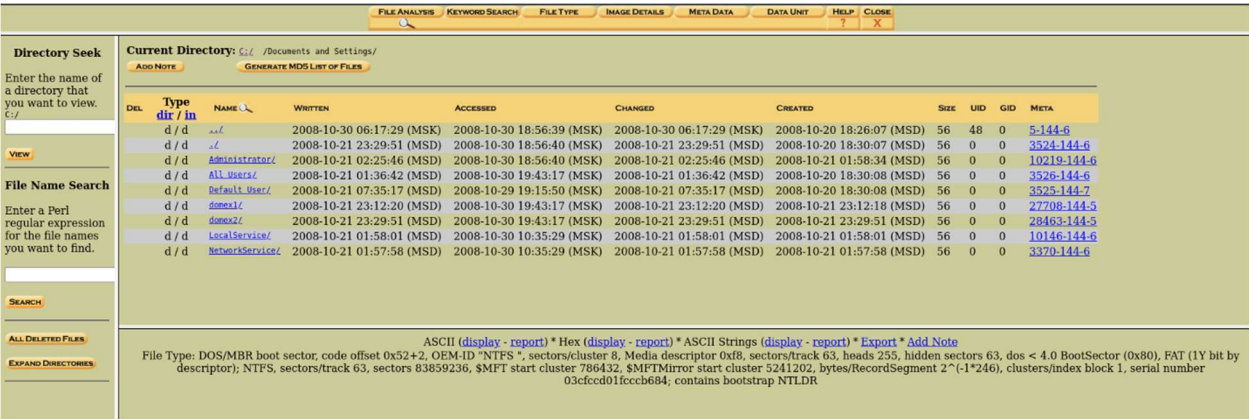 FILE ANALYSIS KEYWORD SEARCH FILE TYPE IMAGE DETAILS META DATA DATA UNIT HELP CLOSE
? X
Directory Seek
Enter the name of
a directory that
you want to view.
C:/
VIEW
File Name Search
Enter a Perl
regular expression
for the file names
you want to find.
SEARCH
ALL DELETED FILES
EXPAND DIRECTORIES
Current Directory: C:/ /Documents and Settings/
ADD NOTE GENERATE MD5 LIST OF FILES
DEL Type dir / in NAME WRITTEN ACCESSED CHANGED CREATED SIZE UID GID META
d / d ../ 2008-10-30 06:17:29 (MSK) 2008-10-30 18:56:39 (MSK) 2008-10-30 06:17:29 (MSK) 2008-10-20 18:26:07 (MSD) 56 48 0 5-144-6
d / d ./ 2008-10-21 23:29:51 (MSD) 2008-10-30 18:56:40 (MSK) 2008-10-21 23:29:51 (MSD) 2008-10-20 18:30:07 (MSD) 56 0 0 3524-144-6
d / d Administrator/ 2008-10-21 02:25:46 (MSD) 2008-10-30 18:56:40 (MSK) 2008-10-21 02:25:46 (MSD) 2008-10-21 01:58:34 (MSD) 56 0 0 10219-144-6
d / d All Users/ 2008-10-21 01:36:42 (MSD) 2008-10-30 19:43:17 (MSK) 2008-10-21 01:36:42 (MSD) 2008-10-20 18:30:08 (MSD) 56 0 0 3526-144-6
d / d Default User/ 2008-10-21 07:35:17 (MSD) 2008-10-29 19:15:50 (MSK) 2008-10-21 07:35:17 (MSD) 2008-10-20 18:30:08 (MSD) 56 0 0 3525-144-7
d / d domex1/ 2008-10-21 23:12:20 (MSD) 2008-10-30 19:43:17 (MSK) 2008-10-21 23:12:20 (MSD) 2008-10-21 23:12:18 (MSD) 56 0 0 27708-144-5
d / d domex2/ 2008-10-21 23:29:51 (MSD) 2008-10-30 19:43:17 (MSK) 2008-10-21 23:29:51 (MSD) 2008-10-21 23:29:51 (MSD) 56 0 0 28463-144-5
d / d LocalService/ 2008-10-21 01:58:01 (MSD) 2008-10-30 10:35:29 (MSK) 2008-10-21 01:58:01 (MSD) 2008-10-21 01:58:01 (MSD) 56 0 0 10146-144-6
d / d NetworkService/ 2008-10-21 01:57:58 (MSD) 2008-10-30 10:35:29 (MSK) 2008-10-21 01:57:58 (MSD) 2008-10-21 01:57:58 (MSD) 56 0 0 3370-144-6
ASCII (display - report) * Hex (display - report) * ASCII Strings (display - report) * Export * Add Note
File Type: DOS/MBR boot sector, code offset 0x52+2, OEM-ID "NTFS ", sectors/cluster 8, Media descriptor 0xf8, sectors/track 63, heads 255, hidden sectors 63, dos < 4.0 BootSector (0x80), FAT (1Y bit by
descriptor); NTFS, sectors/track 63, sectors 83859236, $MFT start cluster 786432, $MFTMirror start cluster 5241202, bytes/RecordSegment 2^(-1*246), clusters/index block 1, serial number
03cfccd01fcccb684; contains bootstrap NTLDR